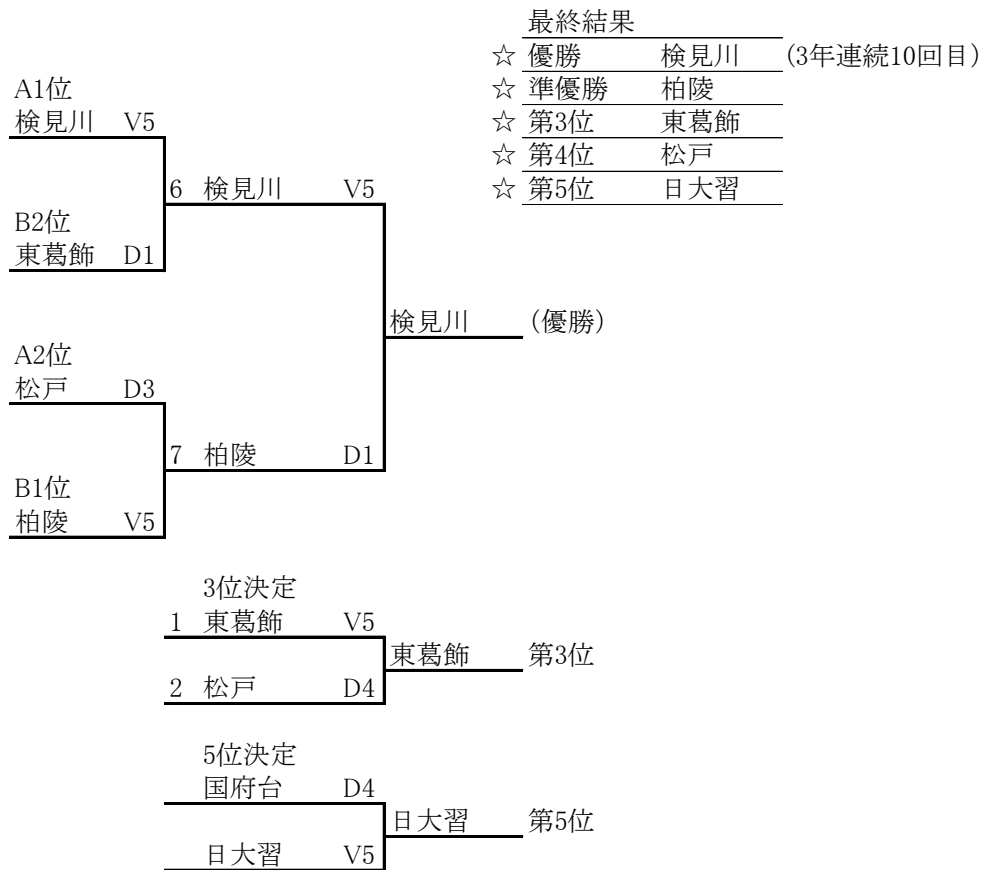 最終結果
☆ 優勝 検見川 (3年連続10回目)
☆ 準優勝 柏陵
☆ 第3位 東葛飾
☆ 第4位 松戸
☆ 第5位 日大習
A1位
検見川 V5
6 検見川 V5
B2位
東葛飾 D1
検見川 (優勝)
A2位
松戸 D3
7 柏陵 D1
B1位
柏陵 V5
3位決定
1 東葛飾 V5
東葛飾 第3位
2 松戸 D4
5位決定
国府台 D4
日大習 第5位
日大習 V5